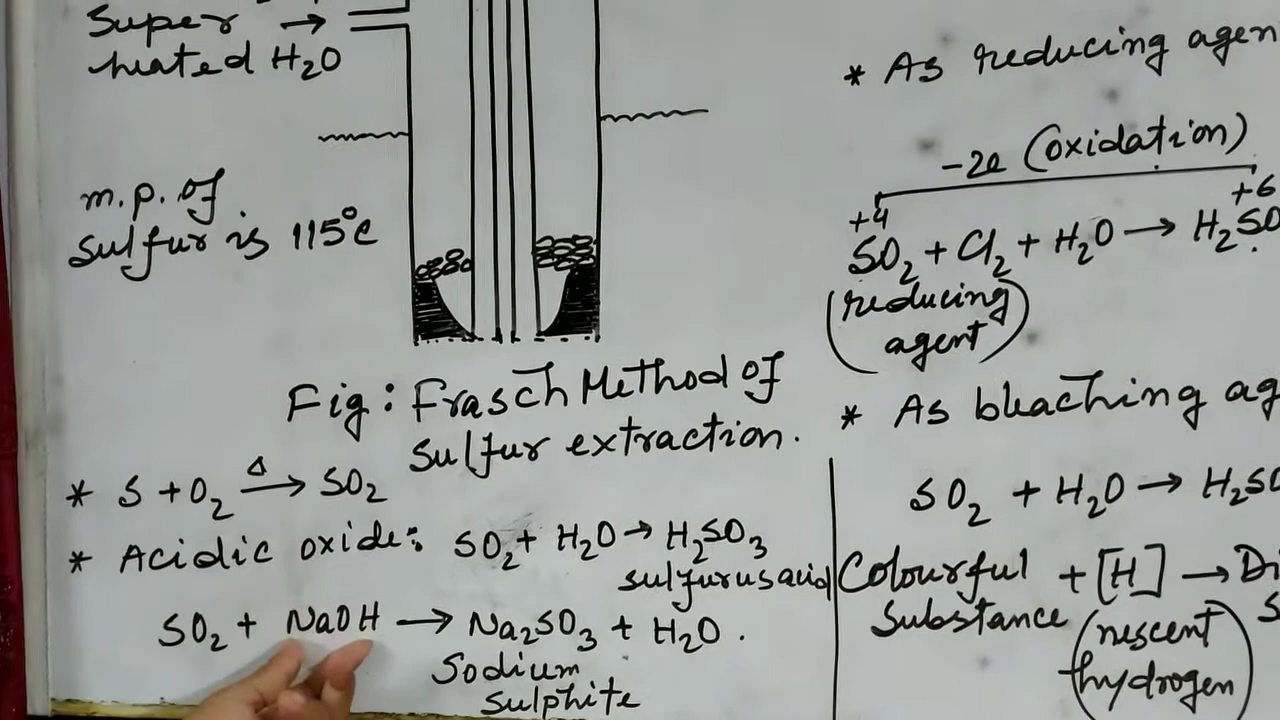 Super →
heated H₂O
m.p. of
sulfur is 115°C
Fig: Frasch Method of
sulfur extraction.
* S + O₂ —Δ→ SO₂
* Acidic oxide: SO₂ + H₂O → H₂SO₃
sulfurus acid
SO₂ + NaOH → Na₂SO₃ + H₂O .
Sodium
sulphite
* As reducing agen
-2e (oxidation)
+4 +6
SO₂ + Cl₂ + H₂O → H₂SO
(reducing
agent)
* As bleaching ag
SO₂ + H₂O → H₂SO
Colourful + [H] → Di
Substance
(nescent
hydrogen)